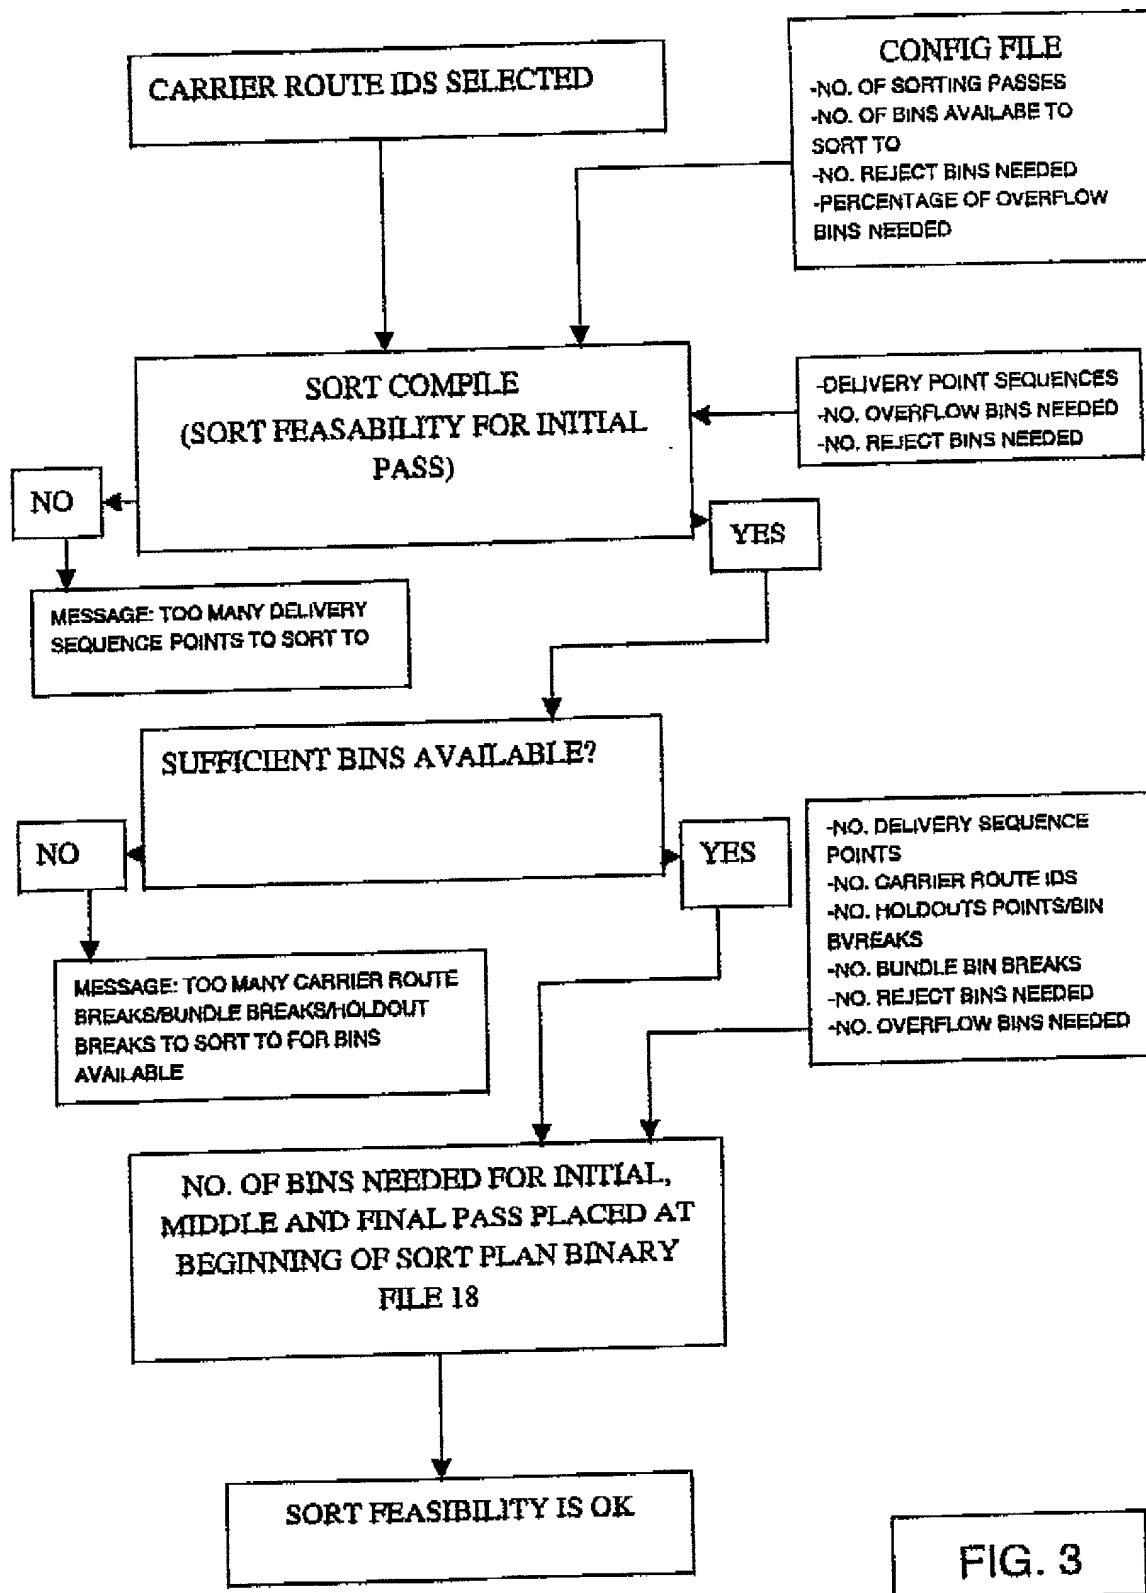 CARRIER ROUTE IDS SELECTED
CONFIG FILE
-NO. OF SORTING PASSES
-NO. OF BINS AVAILABE TO
SORT TO
-NO. REJECT BINS NEEDED
-PERCENTAGE OF OVERFLOW
BINS NEEDED
SORT COMPILE
(SORT FEASABILITY FOR INITIAL
PASS)
-DELIVERY POINT SEQUENCES
-NO. OVERFLOW BINS NEEDED
-NO. REJECT BINS NEEDED
NO
YES
MESSAGE: TOO MANY DELIVERY
SEQUENCE POINTS TO SORT TO
SUFFICIENT BINS AVAILABLE?
NO
YES
-NO. DELIVERY SEQUENCE
POINTS
-NO. CARRIER ROUTE IDS
-NO. HOLDOUTS POINTS/BIN
BVREAKS
-NO. BUNDLE BIN BREAKS
-NO. REJECT BINS NEEDED
-NO. OVERFLOW BINS NEEDED
MESSAGE: TOO MANY CARRIER ROUTE
BREAKS/BUNDLE BREAKS/HOLDOUT
BREAKS TO SORT TO FOR BINS
AVAILABLE
NO. OF BINS NEEDED FOR INITIAL,
MIDDLE AND FINAL PASS PLACED AT
BEGINNING OF SORT PLAN BINARY
FILE 18
SORT FEASIBILITY IS OK
FIG. 3